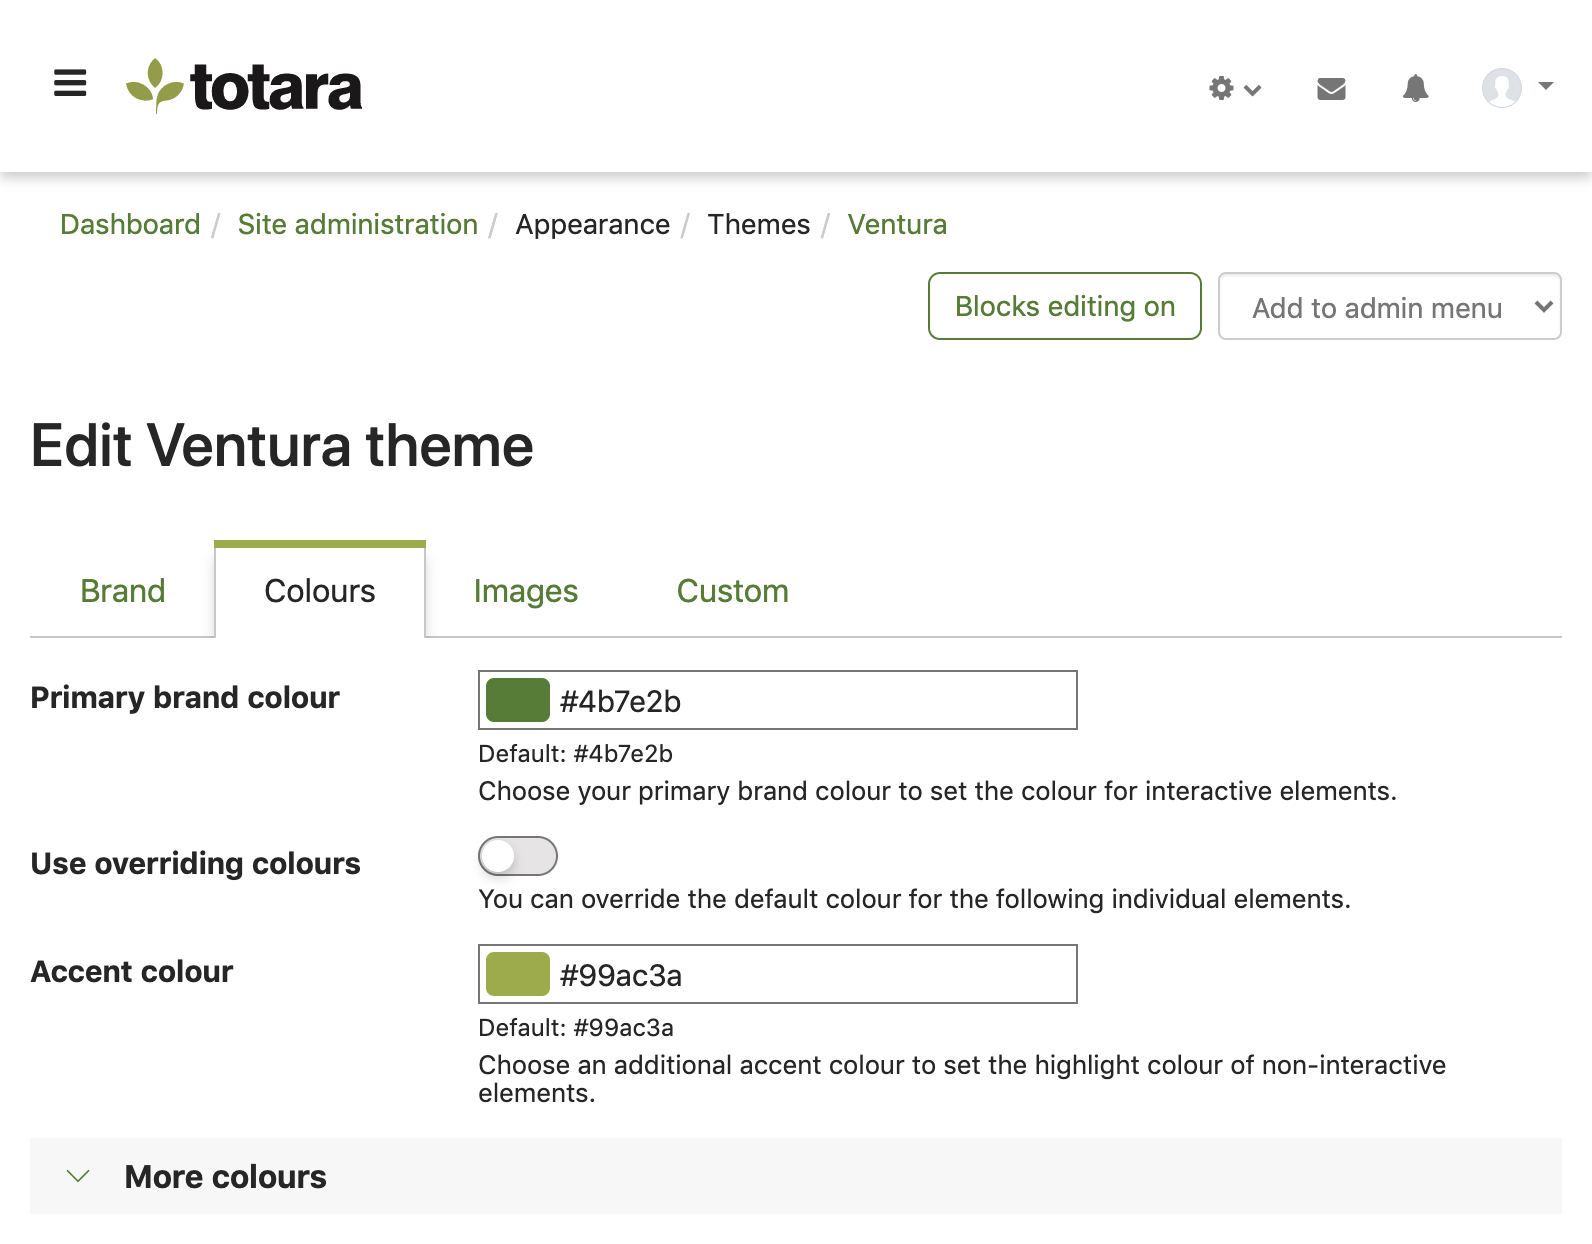 totara
Dashboard / Site administration / Appearance / Themes / Ventura
Blocks editing on
Add to admin menu
Edit Ventura theme
Brand
Colours
Images
Custom
Primary brand colour
#4b7e2b
Default: #4b7e2b
Choose your primary brand colour to set the colour for interactive elements.
Use overriding colours
You can override the default colour for the following individual elements.
Accent colour
#99ac3a
Default: #99ac3a
Choose an additional accent colour to set the highlight colour of non-interactive
elements.
More colours